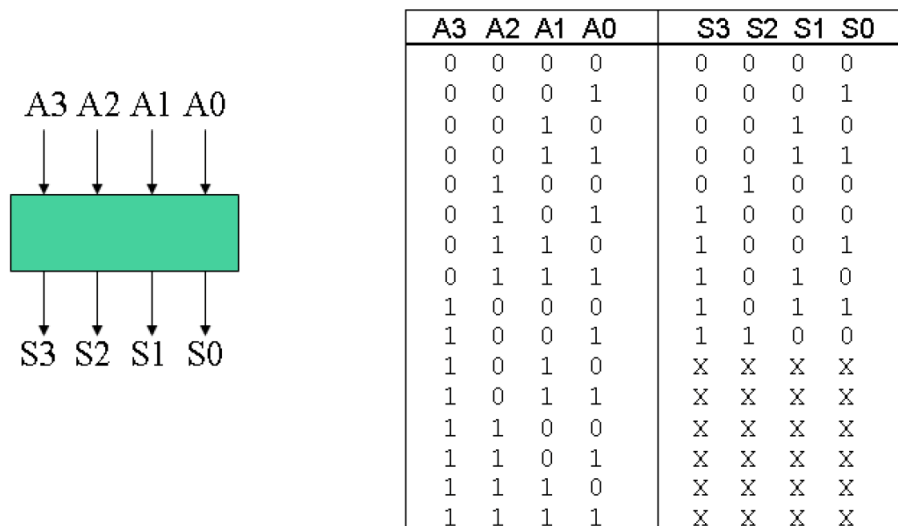 A3 A2 A1 A0
S3 S2 S1 S0
A3 A2 A1 A0 S3 S2 S1 S0
0 0 0 0 0 0 0 0
0 0 0 1 0 0 0 1
0 0 1 0 0 0 1 0
0 0 1 1 0 0 1 1
0 1 0 0 0 1 0 0
0 1 0 1 1 0 0 0
0 1 1 0 1 0 0 1
0 1 1 1 1 0 1 0
1 0 0 0 1 0 1 1
1 0 0 1 1 1 0 0
1 0 1 0 X X X X
1 0 1 1 X X X X
1 1 0 0 X X X X
1 1 0 1 X X X X
1 1 1 0 X X X X
1 1 1 1 X X X X